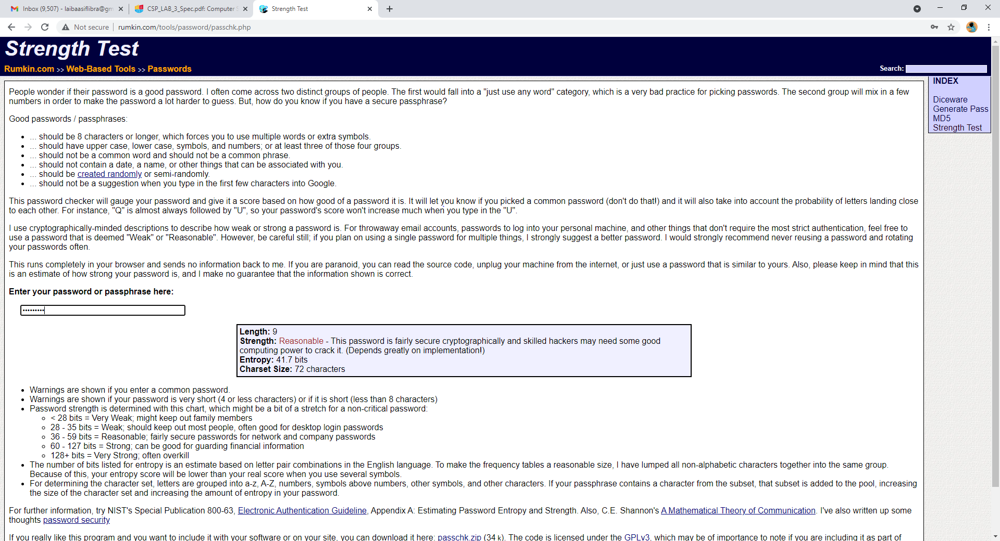 Inbox (9,507) - laibaasiflibra@gm
CSP_LAB_3_Spec.pdf: Computer S
Strength Test
Not secure
rumkin.com/tools/password/passchk.php
Strength Test
Rumkin.com >> Web-Based Tools >> Passwords
Search:
INDEX
Diceware
Generate Pass
MD5
Strength Test
People wonder if their password is a good password. I often come across two distinct groups of people. The first would fall into a "just use any word" category, which is a very bad practice for picking passwords. The second group will mix in a few
numbers in order to make the password a lot harder to guess. But, how do you know if you have a secure passphrase?
Good passwords / passphrases:
• ... should be 8 characters or longer, which forces you to use multiple words or extra symbols.
• ... should have upper case, lower case, symbols, and numbers; or at least three of those four groups.
• ... should not be a common word and should not be a common phrase.
• ... should not contain a date, a name, or other things that can be associated with you.
• ... should be created randomly or semi-randomly.
• ... should not be a suggestion when you type in the first few characters into Google.
This password checker will gauge your password and give it a score based on how good of a password it is. It will let you know if you picked a common password (don't do that!) and it will also take into account the probability of letters landing close
to each other. For instance, "Q" is almost always followed by "U", so your password's score won't increase much when you type in the "U".
I use cryptographically-minded descriptions to describe how weak or strong a password is. For throwaway email accounts, passwords to log into your personal machine, and other things that don't require the most strict authentication, feel free to
use a password that is deemed "Weak" or "Reasonable". However, be careful still; if you plan on using a single password for multiple things, I strongly suggest a better password. I would strongly recommend never reusing a password and rotating
your passwords often.
This runs completely in your browser and sends no information back to me. If you are paranoid, you can read the source code, unplug your machine from the internet, or just use a password that is similar to yours. Also, please keep in mind that this
is an estimate of how strong your password is, and I make no guarantee that the information shown is correct.
Enter your password or passphrase here:
•••••••••
Length: 9
Strength: Reasonable - This password is fairly secure cryptographically and skilled hackers may need some good
computing power to crack it. (Depends greatly on implementation!)
Entropy: 41.7 bits
Charset Size: 72 characters
• Warnings are shown if you enter a common password.
• Warnings are shown if your password is very short (4 or less characters) or if it is short (less than 8 characters)
• Password strength is determined with this chart, which might be a bit of a stretch for a non-critical password:
◦ < 28 bits = Very Weak; might keep out family members
◦ 28 - 35 bits = Weak; should keep out most people, often good for desktop login passwords
◦ 36 - 59 bits = Reasonable; fairly secure passwords for network and company passwords
◦ 60 - 127 bits = Strong; can be good for guarding financial information
◦ 128+ bits = Very Strong; often overkill
• The number of bits listed for entropy is an estimate based on letter pair combinations in the English language. To make the frequency tables a reasonable size, I have lumped all non-alphabetic characters together into the same group.
Because of this, your entropy score will be lower than your real score when you use several symbols.
• For determining the character set, letters are grouped into a-z, A-Z, numbers, symbols above numbers, other symbols, and other characters. If your passphrase contains a character from the subset, that subset is added to the pool, increasing
the size of the character set and increasing the amount of entropy in your password.
For further information, try NIST's Special Publication 800-63, Electronic Authentication Guideline, Appendix A: Estimating Password Entropy and Strength. Also, C.E. Shannon's A Mathematical Theory of Communication. I've also written up some
thoughts password security
If you really like this program and you want to include it with your software or on your site, you can download it here: passchk.zip (34 k). The code is licensed under the GPLv3, which may be of importance to note if you are including it as part of